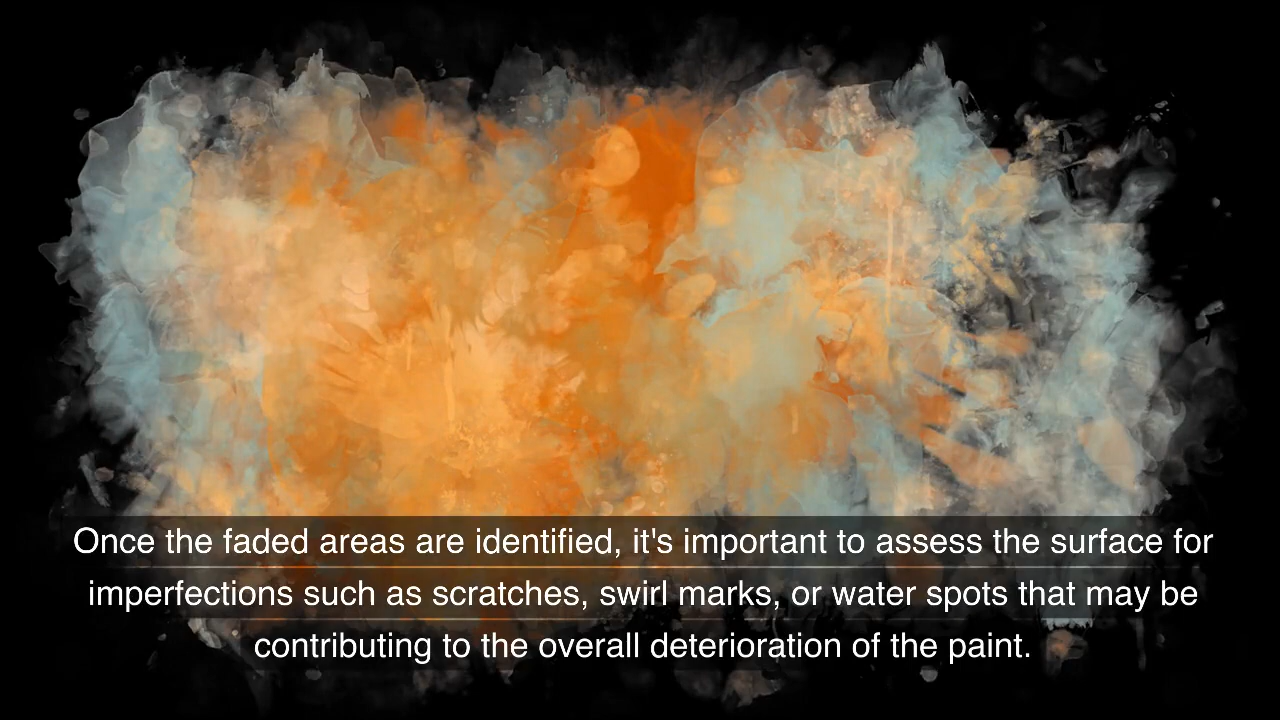 Once the faded areas are identified, it's important to assess the surface for
imperfections such as scratches, swirl marks, or water spots that may be
contributing to the overall deterioration of the paint.